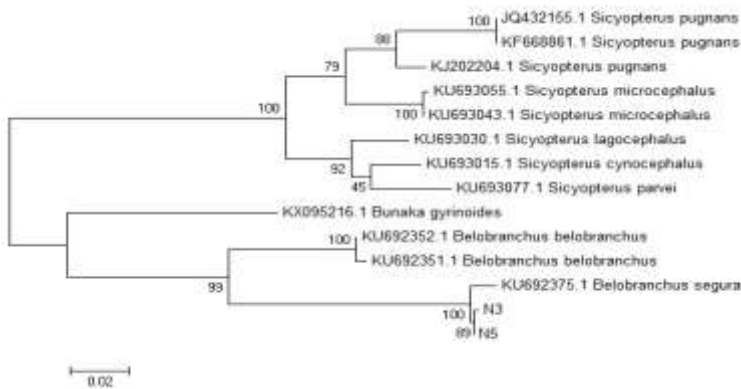 100
JQ432155.1 Sicyopterus pugnans
88
KF668861.1 Sicyopterus pugnans
79
KJ202204.1 Sicyopterus pugnans
KU693055.1 Sicyopterus microcephalus
100
100
KU693043.1 Sicyopterus microcephalus
KU693030.1 Sicyopterus lagocephalus
92
KU693015.1 Sicyopterus cynocephalus
45
KU693077.1 Sicyopterus parvei
KX095216.1 Bunaka gyrinoides
100
KU692352.1 Belobranchus belobranchus
KU692351.1 Belobranchus belobranchus
99
KU692375.1 Belobranchus segura
100
N3
89
N5
0.02